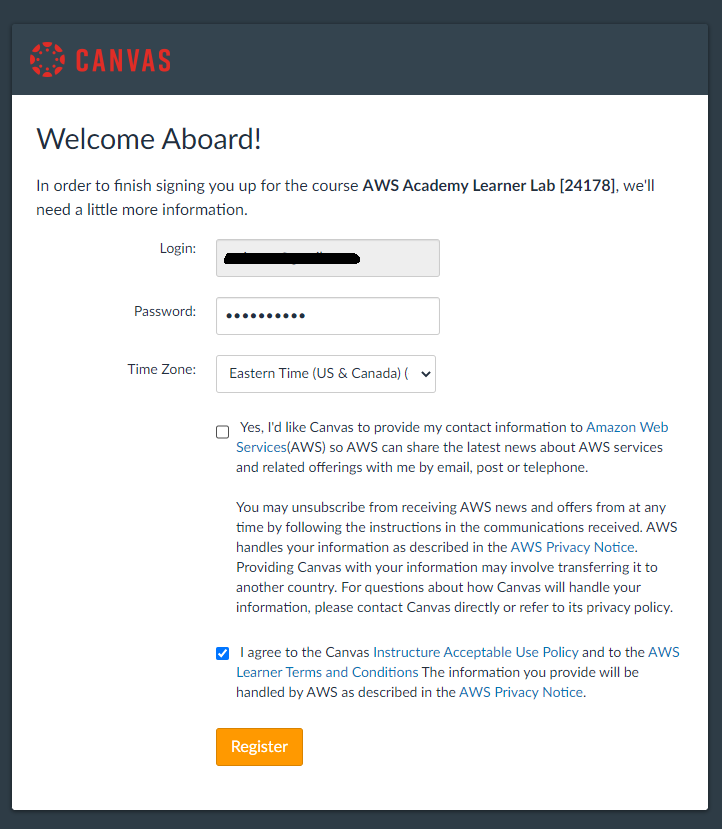 CANVAS
Welcome Aboard!
In order to finish signing you up for the course AWS Academy Learner Lab [24178], we'll
need a little more information.
Login:
Password: ••••••••••
Time Zone: Eastern Time (US & Canada) (
Yes, I'd like Canvas to provide my contact information to Amazon Web
Services(AWS) so AWS can share the latest news about AWS services
and related offerings with me by email, post or telephone.
You may unsubscribe from receiving AWS news and offers from at any
time by following the instructions in the communications received. AWS
handles your information as described in the AWS Privacy Notice.
Providing Canvas with your information may involve transferring it to
another country. For questions about how Canvas will handle your
information, please contact Canvas directly or refer to its privacy policy.
I agree to the Canvas Instructure Acceptable Use Policy and to the AWS
Learner Terms and Conditions The information you provide will be
handled by AWS as described in the AWS Privacy Notice.
Register